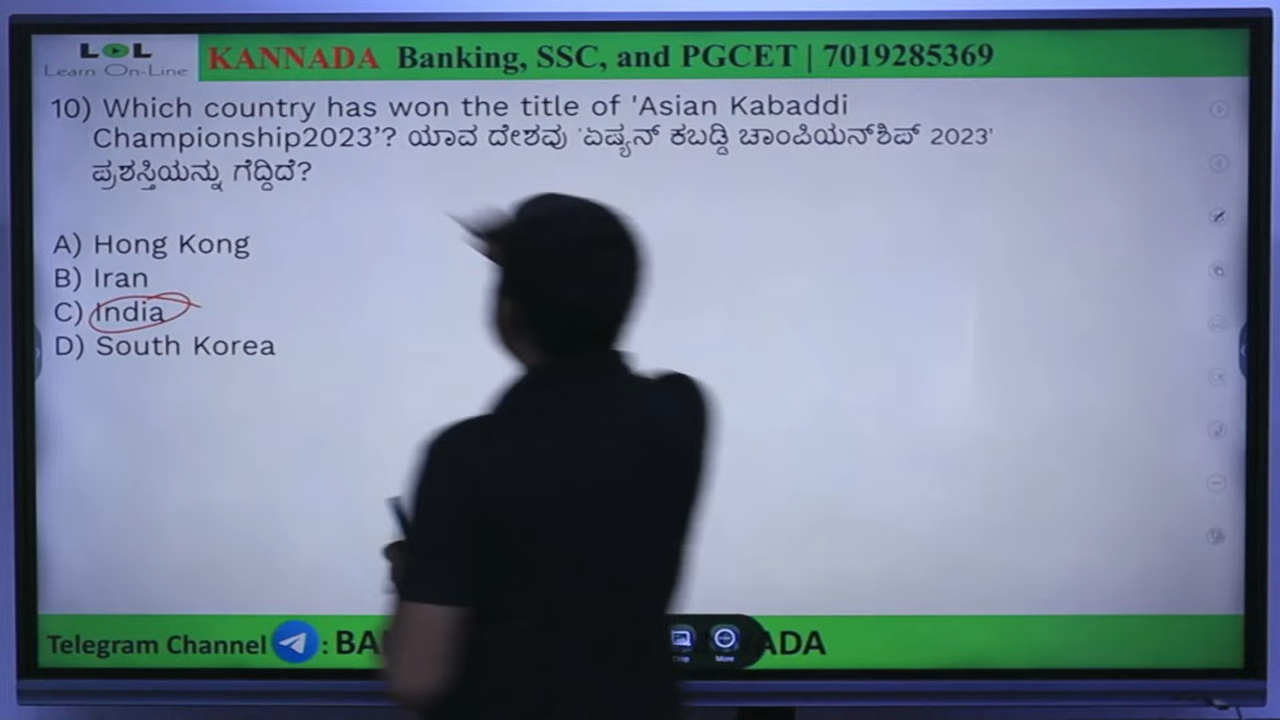 LOL
Learn On-Line
KANNADA Banking, SSC, and PGCET | 7019285369
10) Which country has won the title of 'Asian Kabaddi
Championship2023’? ಯಾವ ದೇಶವು ‘ಏಷ್ಯನ್ ಕಬಡ್ಡಿ ಚಾಂಪಿಯನ್‌ಶಿಪ್ 2023'
ಪ್ರಶಸ್ತಿಯನ್ನು ಗೆದ್ದಿದೆ?
A) Hong Kong
B) Iran
C) India
D) South Korea
Telegram Channel : BA ADA
More